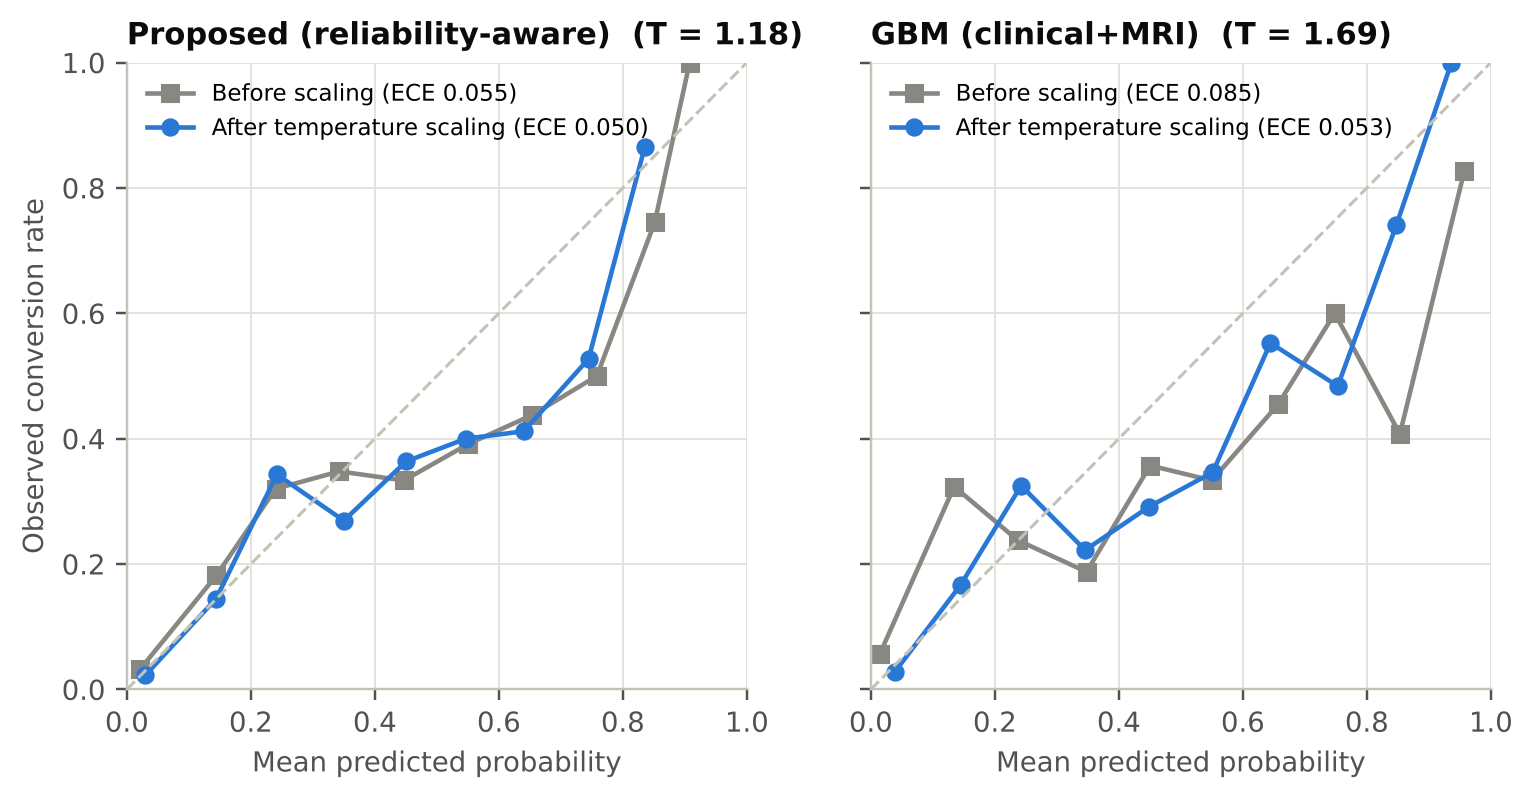 Proposed (reliability-aware)  (T = 1.18)
GBM (clinical+MRI)  (T = 1.69)
Before scaling (ECE 0.055)
After temperature scaling (ECE 0.050)
Before scaling (ECE 0.085)
After temperature scaling (ECE 0.053)
Observed conversion rate
1.0
0.8
0.6
0.4
0.2
0.0
0.0 0.2 0.4 0.6 0.8 1.0
0.0 0.2 0.4 0.6 0.8 1.0
Mean predicted probability
Mean predicted probability